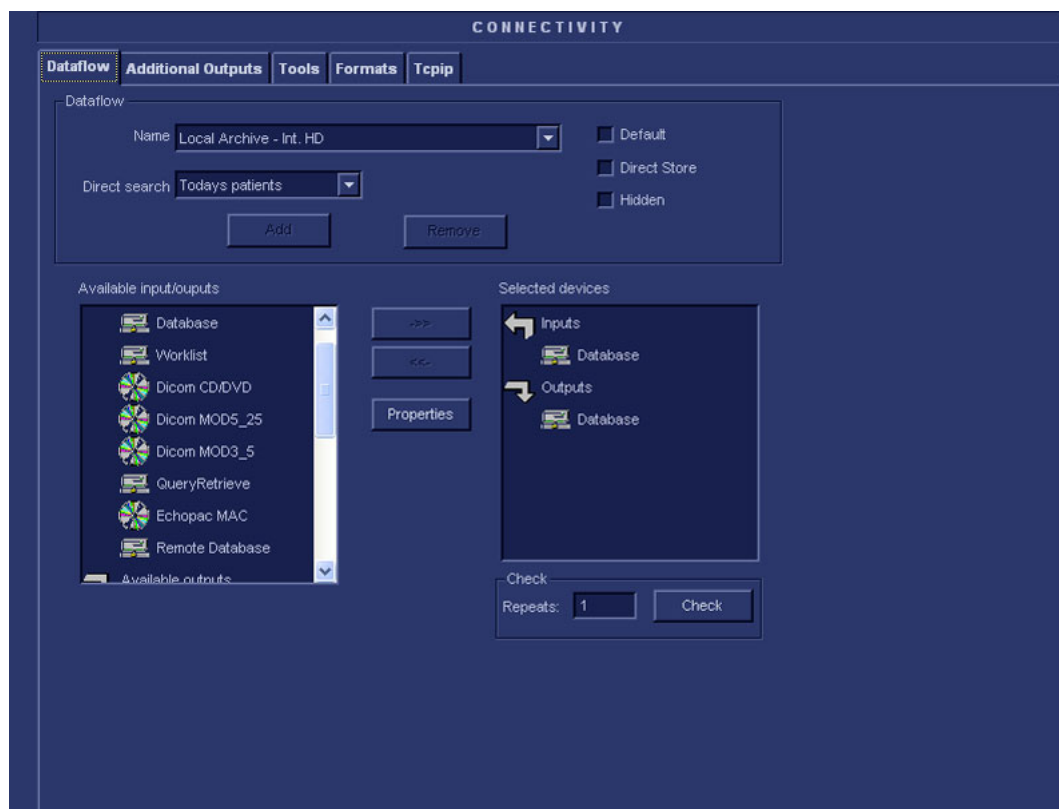 CONNECTIVITY
Dataflow Additional Outputs Tools Formats Tcpip
Dataflow
Name Local Archive - Int. HD
Default
Direct Store
Direct search Todays patients
Hidden
Add Remove
Available input/ouputs
Database
Worklist
Dicom CD/DVD
Dicom MOD5_25
Dicom MOD3_5
QueryRetrieve
Echopac MAC
Remote Database
Available outputs
->>
<<-
Properties
Selected devices
Inputs
Database
Outputs
Database
Check
Repeats: 1 Check